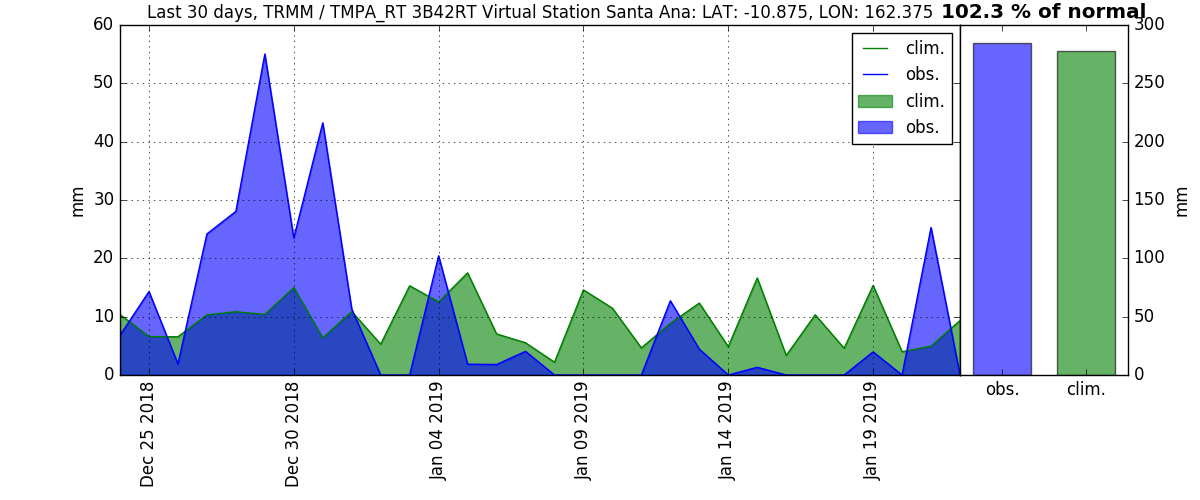 Last 30 days, TRMM / TMPA_RT 3B42RT Virtual Station Santa Ana: LAT: -10.875, LON: 162.375 102.3 % of normal
60
50
40
30
20
10
0
mm
clim.
obs.
clim.
obs.
300
250
200
150
100
50
0
mm
Dec 25 2018
Dec 30 2018
Jan 04 2019
Jan 09 2019
Jan 14 2019
Jan 19 2019
obs.
clim.